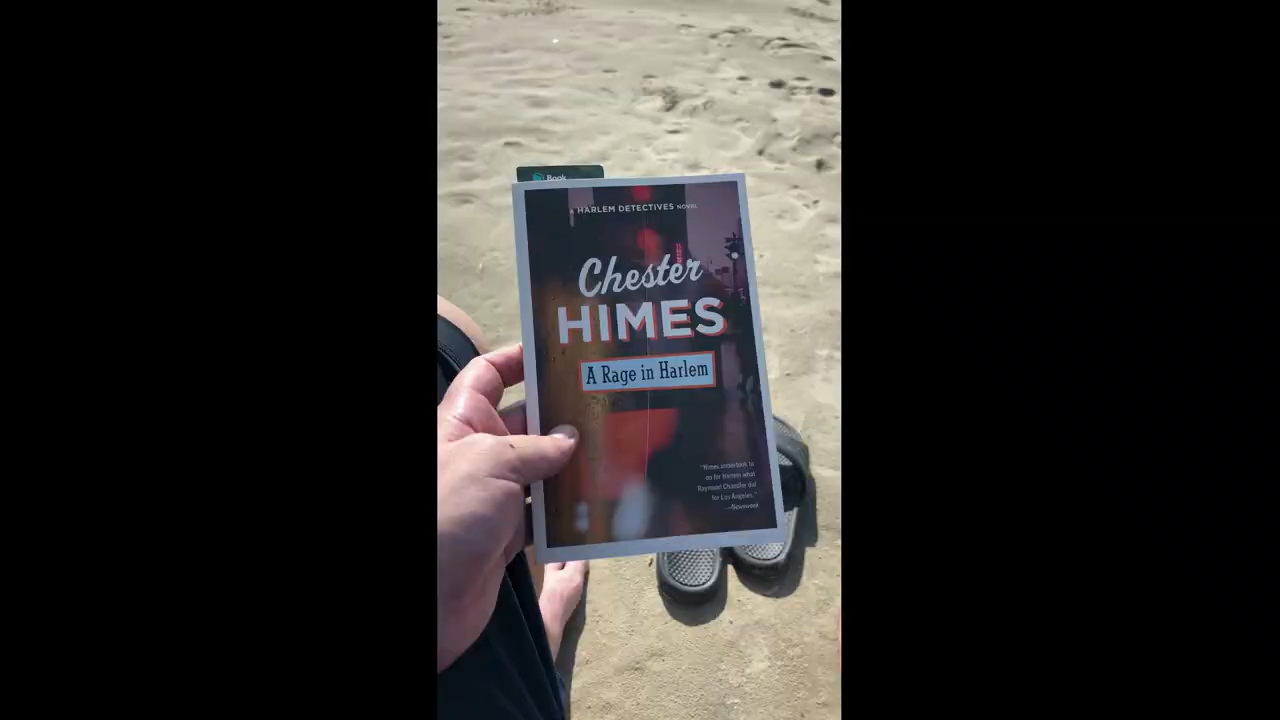 Book
A HARLEM DETECTIVES NOVEL
Chester
HIMES
A Rage in Harlem
"Himes undertook to
do for Harlem what
Raymond Chandler did
for Los Angeles."
—Newsweek